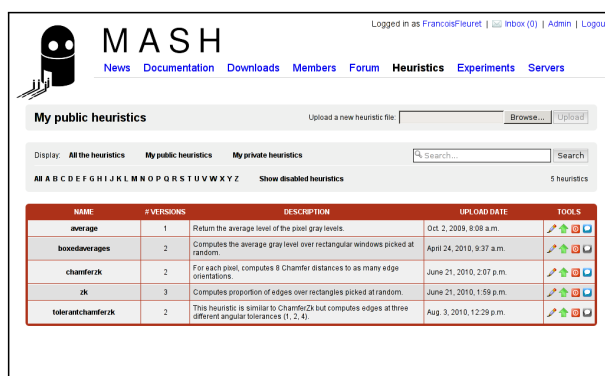 Logged in as FrancoisFleuret | Inbox (0) | Admin | Logou
MASH
News Documentation Downloads Members Forum Heuristics Experiments Servers
My public heuristics
Upload a new heuristic file: Browse... Upload
Display: All the heuristics My public heuristics My private heuristics Search... Search
All A B C D E F G H I J K L M N O P Q R S T U V W X Y Z Show disabled heuristics 5 heuristics
NAME # VERSIONS DESCRIPTION UPLOAD DATE TOOLS
average 1 Return the average level of the pixel gray levels. Oct. 2, 2009, 8:08 a.m.
boxedaverages 2 Computes the average gray level over rectangular windows picked at random. April 24, 2010, 9:37 a.m.
chamferzk 2 For each pixel, computes 8 Chamfer distances to as many edge orientations. June 21, 2010, 2:07 p.m.
zk 3 Computes proportion of edges over rectangles picked at random. June 21, 2010, 1:59 p.m.
tolerantchamferzk 2 This heuristic is similar to ChamferZk but computes edges at three different angular tolerances (1, 2, 4). Aug. 3, 2010, 12:29 p.m.